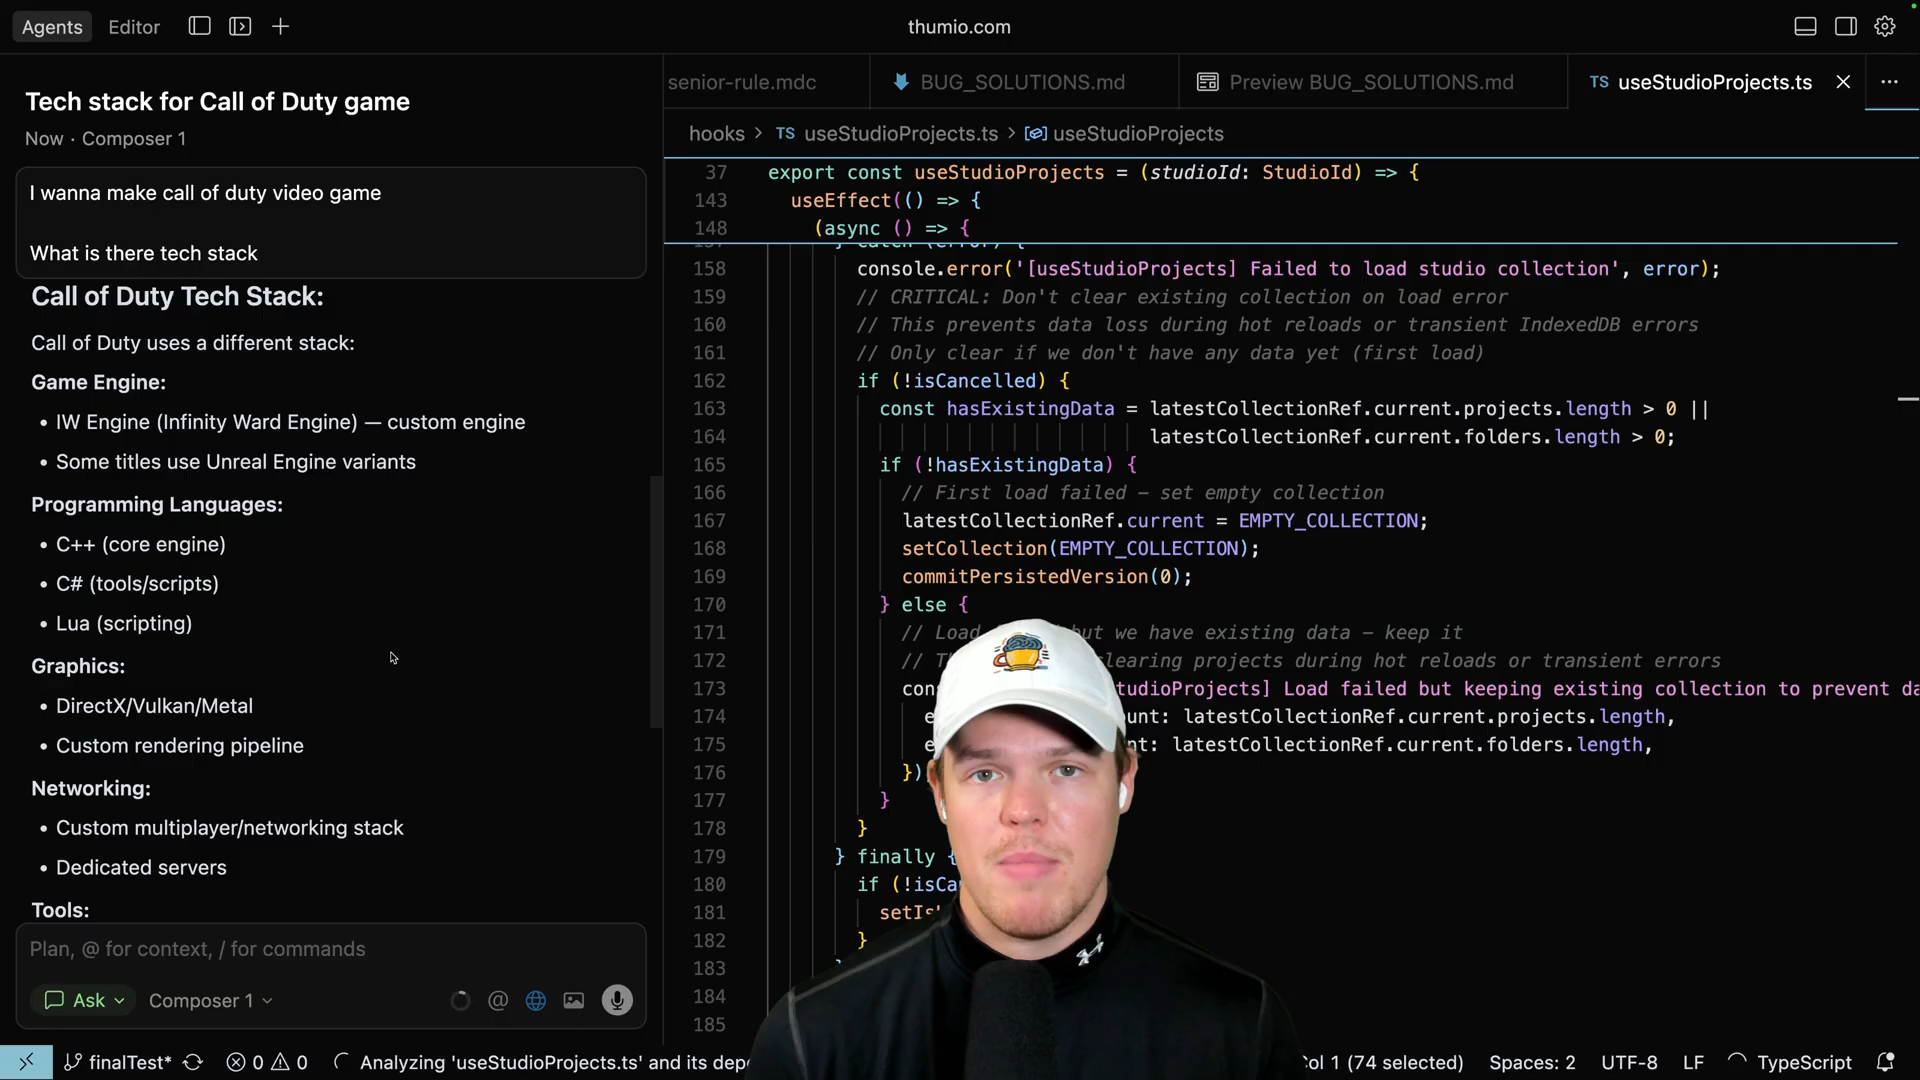 Agents Editor
thumio.com
Tech stack for Call of Duty game
Now · Composer 1
I wanna make call of duty video game
What is there tech stack
Call of Duty Tech Stack:
Call of Duty uses a different stack:
Game Engine:
• IW Engine (Infinity Ward Engine) — custom engine
• Some titles use Unreal Engine variants
Programming Languages:
• C++ (core engine)
• C# (tools/scripts)
• Lua (scripting)
Graphics:
• DirectX/Vulkan/Metal
• Custom rendering pipeline
Networking:
• Custom multiplayer/networking stack
• Dedicated servers
Tools:
Plan, @ for context, / for commands
Ask Composer 1
senior-rule.mdc BUG_SOLUTIONS.md Preview BUG_SOLUTIONS.md TS useStudioProjects.ts
hooks > TS useStudioProjects.ts > useStudioProjects
37 export const useStudioProjects = (studioId: StudioId) => {
143 useEffect(() => {
148 (async () => {
157 } catch (error) {
158 console.error('[useStudioProjects] Failed to load studio collection', error);
159 // CRITICAL: Don't clear existing collection on load error
160 // This prevents data loss during hot reloads or transient IndexedDB errors
161 // Only clear if we don't have any data yet (first load)
162 if (!isCancelled) {
163 const hasExistingData = latestCollectionRef.current.projects.length > 0 ||
164 latestCollectionRef.current.folders.length > 0;
165 if (!hasExistingData) {
166 // First load failed – set empty collection
167 latestCollectionRef.current = EMPTY_COLLECTION;
168 setCollection(EMPTY_COLLECTION);
169 commitPersistedVersion(0);
170 } else {
171 // Load but we have existing data – keep it
172 // clearing projects during hot reloads or transient errors
173 con tudioProjects] Load failed but keeping existing collection to prevent da
174 e unt: latestCollectionRef.current.projects.length,
175 e nt: latestCollectionRef.current.folders.length,
176 })
177 }
178 }
179 } finally {
180 if (!isCa
181 setIs
182 }
183
184
185
finalTest* 0 0 Analyzing 'useStudioProjects.ts' and its dep ol 1 (74 selected) Spaces: 2 UTF-8 LF TypeScript